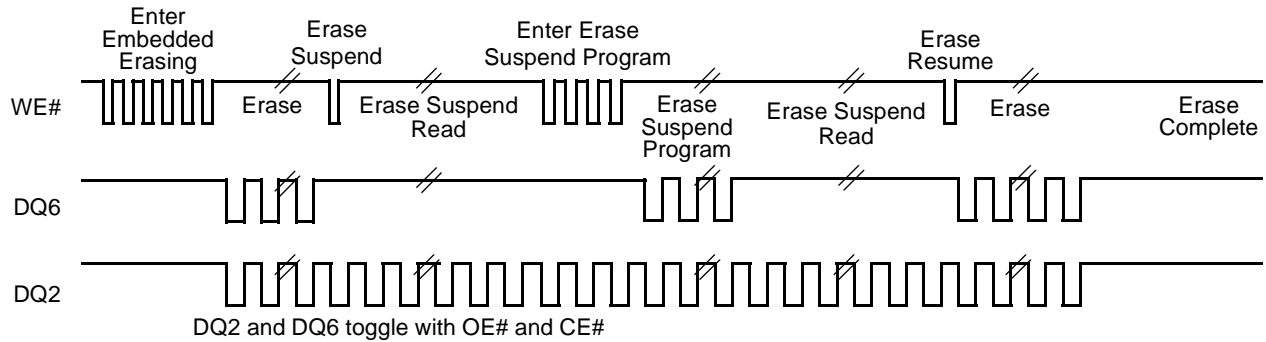 Enter
Embedded
Erasing
Erase
Suspend
Enter Erase
Suspend Program
Erase
Resume
WE#
Erase
Erase Suspend
Read
Erase
Suspend
Program
Erase Suspend
Read
Erase
Erase
Complete
DQ6
DQ2
DQ2 and DQ6 toggle with OE# and CE#